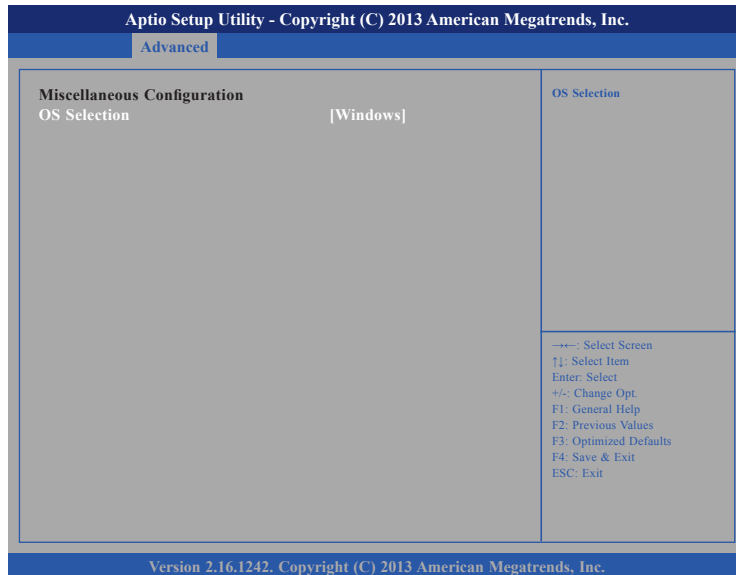 Aptio Setup Utility - Copyright (C) 2013 American Megatrends, Inc.
Advanced
Miscellaneous Configuration
OS Selection [Windows]
OS Selection
→←: Select Screen
↑↓: Select Item
Enter: Select
+/-: Change Opt.
F1: General Help
F2: Previous Values
F3: Optimized Defaults
F4: Save & Exit
ESC: Exit
Version 2.16.1242. Copyright (C) 2013 American Megatrends, Inc.